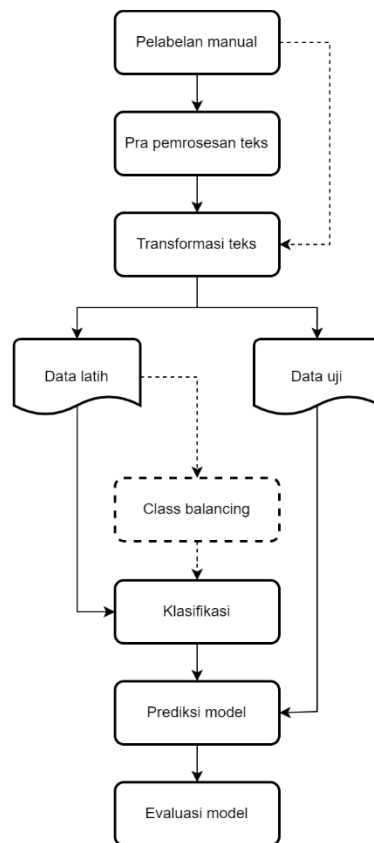 Pelabelan manual
Pra pemrosesan teks
Transformasi teks
Data latih
Data uji
Class balancing
Klasifikasi
Prediksi model
Evaluasi model